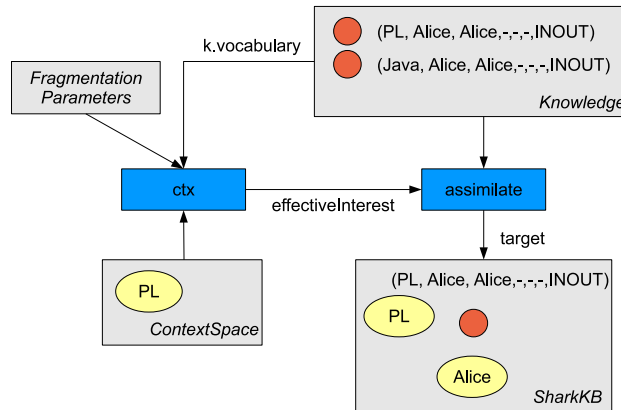 (PL, Alice, Alice,-,-,-,INOUT)
k.vocabulary
(Java, Alice, Alice,-,-,-,INOUT)
Fragmentation
Parameters
Knowledge
ctx
assimilate
effectiveInterest
target
PL
ContextSpace
(PL, Alice, Alice,-,-,-,INOUT)
PL
Alice
SharkKB